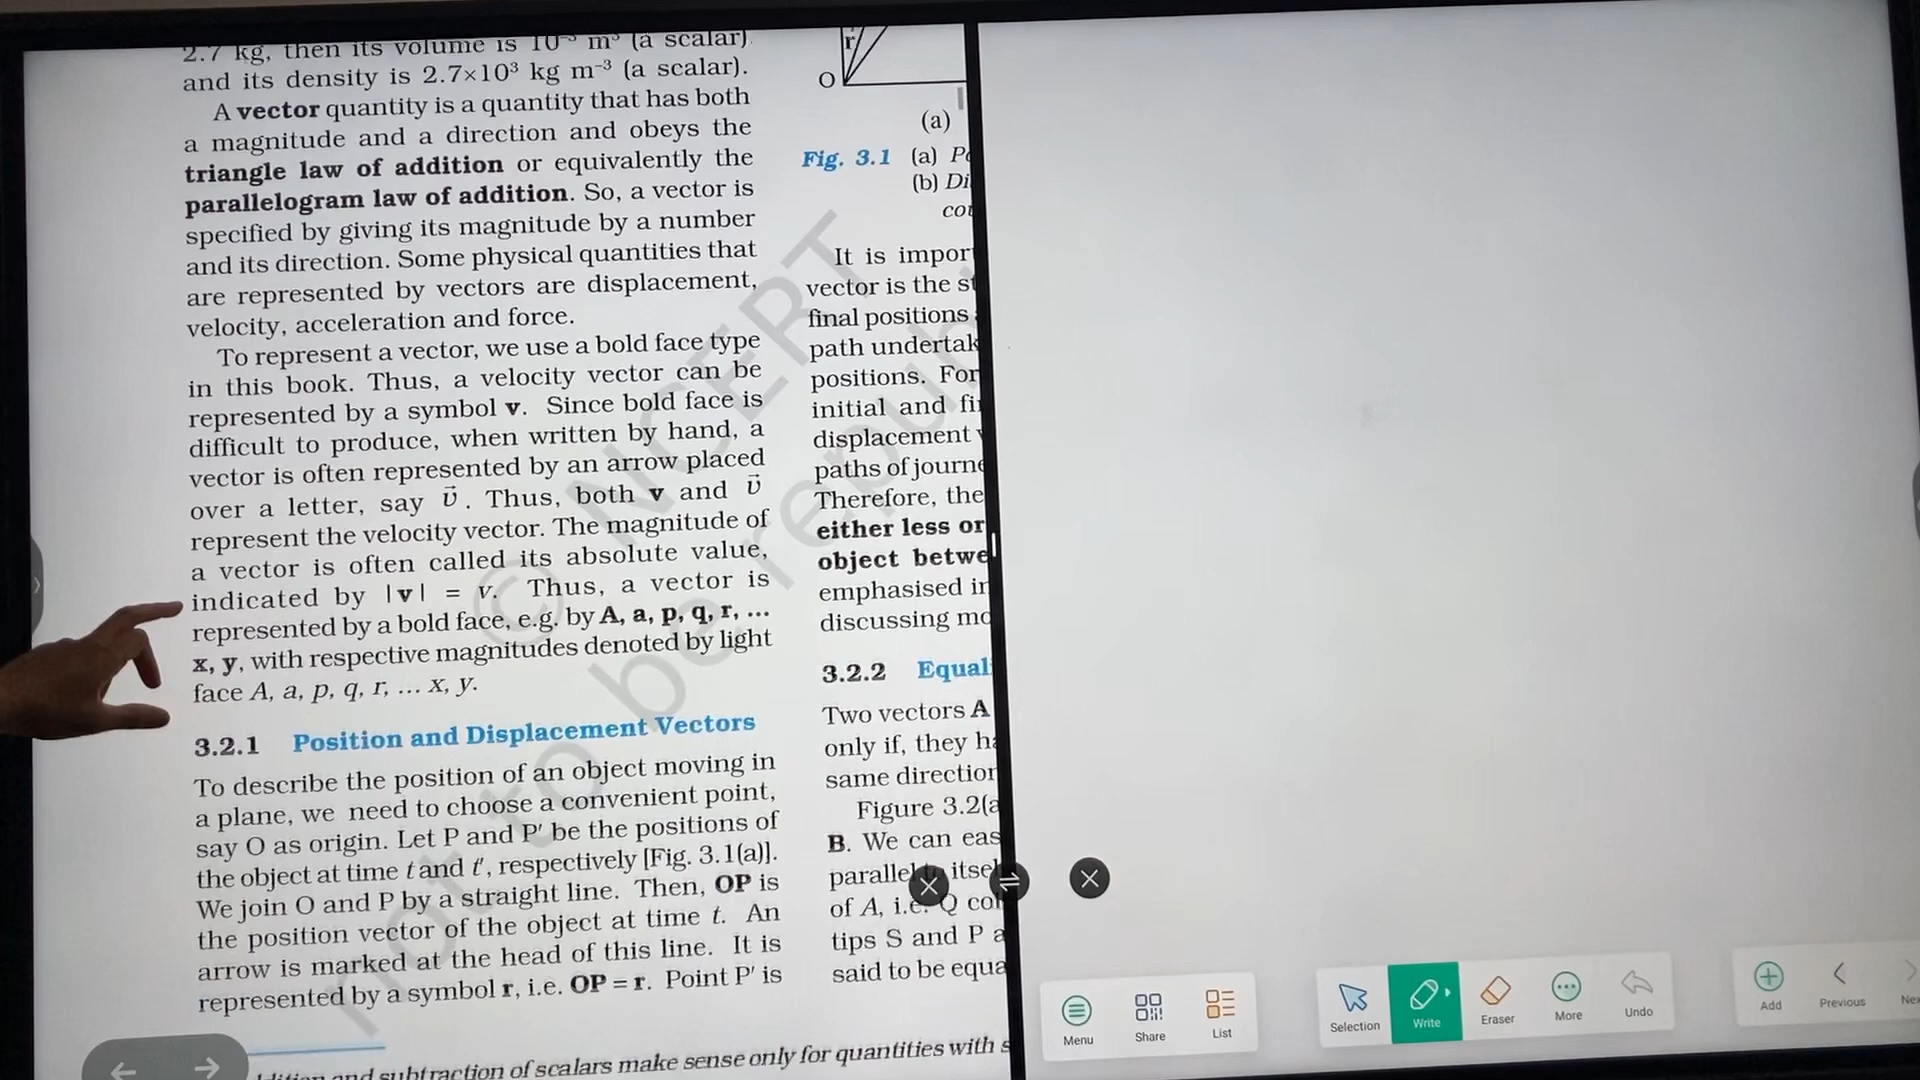 2.7 kg, then its volume is 10⁻³ m³ (a scalar)
and its density is 2.7×10³ kg m⁻³ (a scalar).
A vector quantity is a quantity that has both
a magnitude and a direction and obeys the
triangle law of addition or equivalently the
parallelogram law of addition. So, a vector is
specified by giving its magnitude by a number
and its direction. Some physical quantities that
are represented by vectors are displacement,
velocity, acceleration and force.
To represent a vector, we use a bold face type
in this book. Thus, a velocity vector can be
represented by a symbol v. Since bold face is
difficult to produce, when written by hand, a
vector is often represented by an arrow placed
over a letter, say v⃗. Thus, both v and v⃗
represent the velocity vector. The magnitude of
a vector is often called its absolute value,
indicated by |v| = v. Thus, a vector is
represented by a bold face, e.g. by A, a, p, q, r, ...
x, y, with respective magnitudes denoted by light
face A, a, p, q, r, ... x, y.
3.2.1 Position and Displacement Vectors
To describe the position of an object moving in
a plane, we need to choose a convenient point,
say O as origin. Let P and P′ be the positions of
the object at time t and t′, respectively [Fig. 3.1(a)].
We join O and P by a straight line. Then, OP is
the position vector of the object at time t. An
arrow is marked at the head of this line. It is
represented by a symbol r, i.e. OP = r. Point P′ is
and subtraction of scalars make sense only for quantities with s
r
O
(a)
Fig. 3.1 (a) P
(b) Di
cou
It is impor
vector is the st
final positions
path undertak
positions. For
initial and fi
displacement
paths of journe
Therefore, the
either less or
object betwe
emphasised in
discussing mo
3.2.2 Equal
Two vectors A
only if, they ha
same direction
Figure 3.2(a
B. We can eas
parallel to itsel
of A, i.e. Q coi
tips S and P a
said to be equa
© NCERT
not to be repub
Menu
Share
List
Selection
Write
Eraser
More
Undo
Add
Previous
Nex